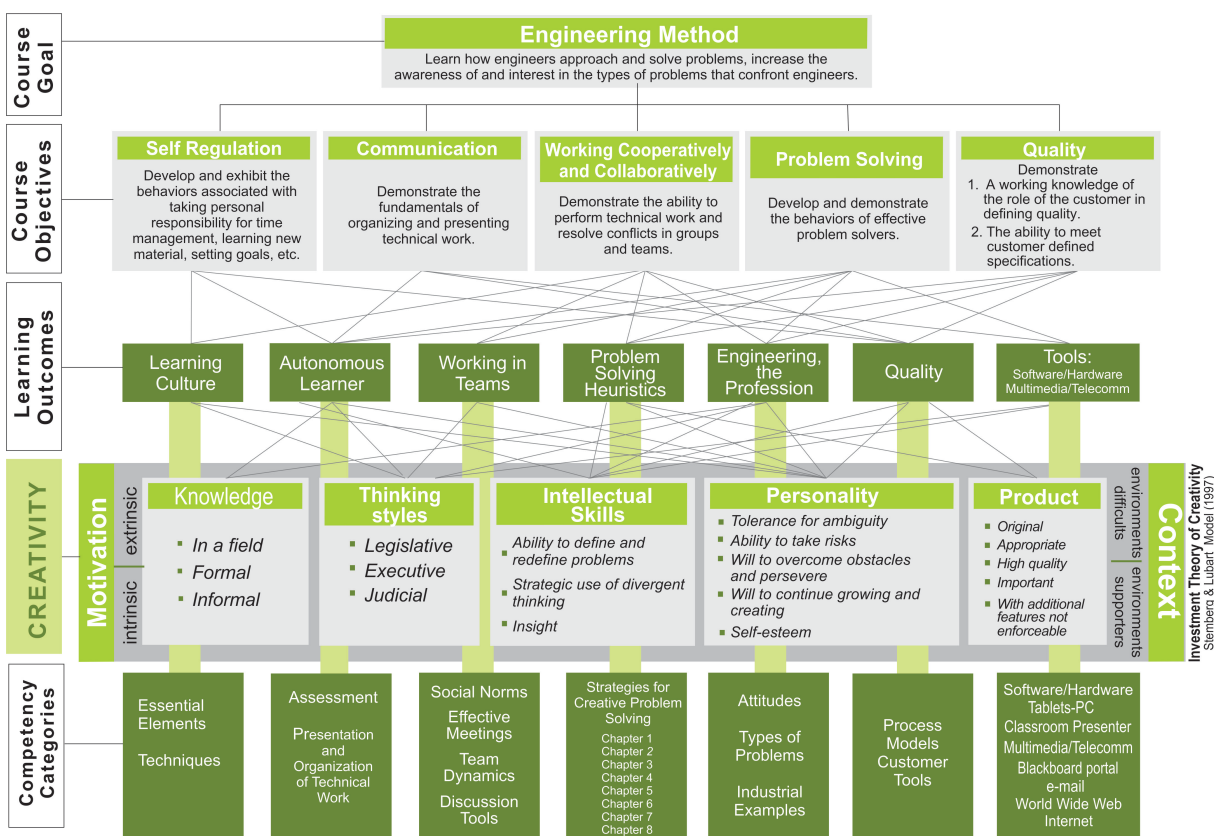 Course
Goal
Engineering Method
Learn how engineers approach and solve problems, increase the
awareness of and interest in the types of problems that confront engineers.
Course
Objectives
Self Regulation
Develop and exhibit the
behaviors associated with
taking personal
responsibility for time
management, learning new
material, setting goals, etc.
Communication
Demonstrate the
fundamentals of
organizing and presenting
technical work.
Working Cooperatively
and Collaboratively
Demonstrate the ability to
perform technical work and
resolve conflicts in groups
and teams.
Problem Solving
Develop and demonstrate
the behaviors of effective
problem solvers.
Quality
Demonstrate
1. A working knowledge of
the role of the customer in
defining quality.
2. The ability to meet
customer defined
specifications.
Learning
Outcomes
Learning
Culture
Autonomous
Learner
Working in
Teams
Problem
Solving
Heuristics
Engineering,
the
Profession
Quality
Tools:
Software/Hardware
Multimedia/Telecomm
CREATIVITY
Motivation
extrinsic
intrinsic
Knowledge
In a field
Formal
Informal
Thinking
styles
Legislative
Executive
Judicial
Intellectual
Skills
Ability to define and
redefine problems
Strategic use of divergent
thinking
Insight
Personality
Tolerance for ambiguity
Ability to take risks
Will to overcome obstacles
and persevere
Will to continue growing and
creating
Self-esteem
Product
Original
Appropriate
High quality
Important
With additional
features not
enforceable
environments
difficults
environments
supporters
Context
Investment Theory of Creativity
Stemberg & Lubart Model (1997)
Competency
Categories
Essential
Elements
Techniques
Assessment
Presentation
and
Organization
of Technical
Work
Social Norms
Effective
Meetings
Team
Dynamics
Discussion
Tools
Strategies for
Creative Problem
Solving
Chapter 1
Chapter 2
Chapter 3
Chapter 4
Chapter 5
Chapter 6
Chapter 7
Chapter 8
Attitudes
Types of
Problems
Industrial
Examples
Process
Models
Customer
Tools
Software/Hardware
Tablets-PC
Classroom Presenter
Multimedia/Telecomm
Blackboard portal
e-mail
World Wide Web
Internet